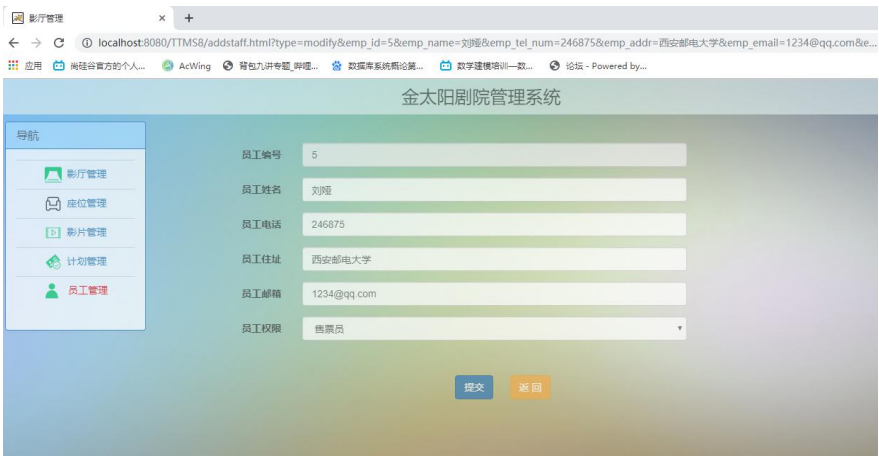 影厅管理
localhost:8080/TTMS8/addstaff.html?type=modify&emp_id=5&emp_name=刘娅&emp_tel_num=246875&emp_addr=西安邮电大学&emp_email=1234@qq.com&e...
应用 尚硅谷官方的个人... AcWing 背包九讲专题_哔哩... 数据库系统概论第... 数学建模培训—数... 论坛 - Powered by...
金太阳剧院管理系统
导航
影厅管理
座位管理
影片管理
计划管理
员工管理
员工编号 5
员工姓名 刘娅
员工电话 246875
员工住址 西安邮电大学
员工邮箱 1234@qq.com
员工权限 售票员
提交 返回